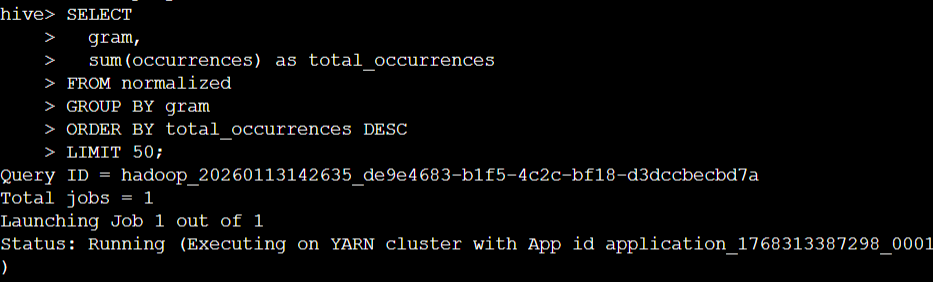 hive> SELECT
    >   gram,
    >   sum(occurrences) as total_occurrences
    > FROM normalized
    > GROUP BY gram
    > ORDER BY total_occurrences DESC
    > LIMIT 50;
Query ID = hadoop_20260113142635_de9e4683-b1f5-4c2c-bf18-d3dccbecbd7a
Total jobs = 1
Launching Job 1 out of 1
Status: Running (Executing on YARN cluster with App id application_1768313387298_0001
)